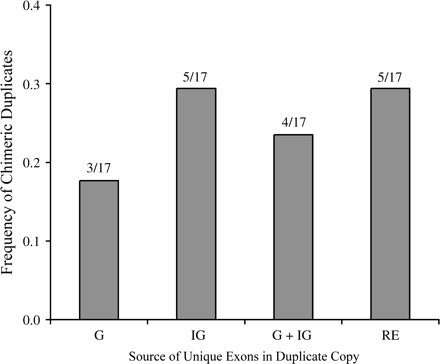 0.4
0.3
0.2
0.1
0.0
Frequency of Chimeric Duplicates
3/17
5/17
4/17
5/17
G
IG
G + IG
RE
Source of Unique Exons in Duplicate Copy